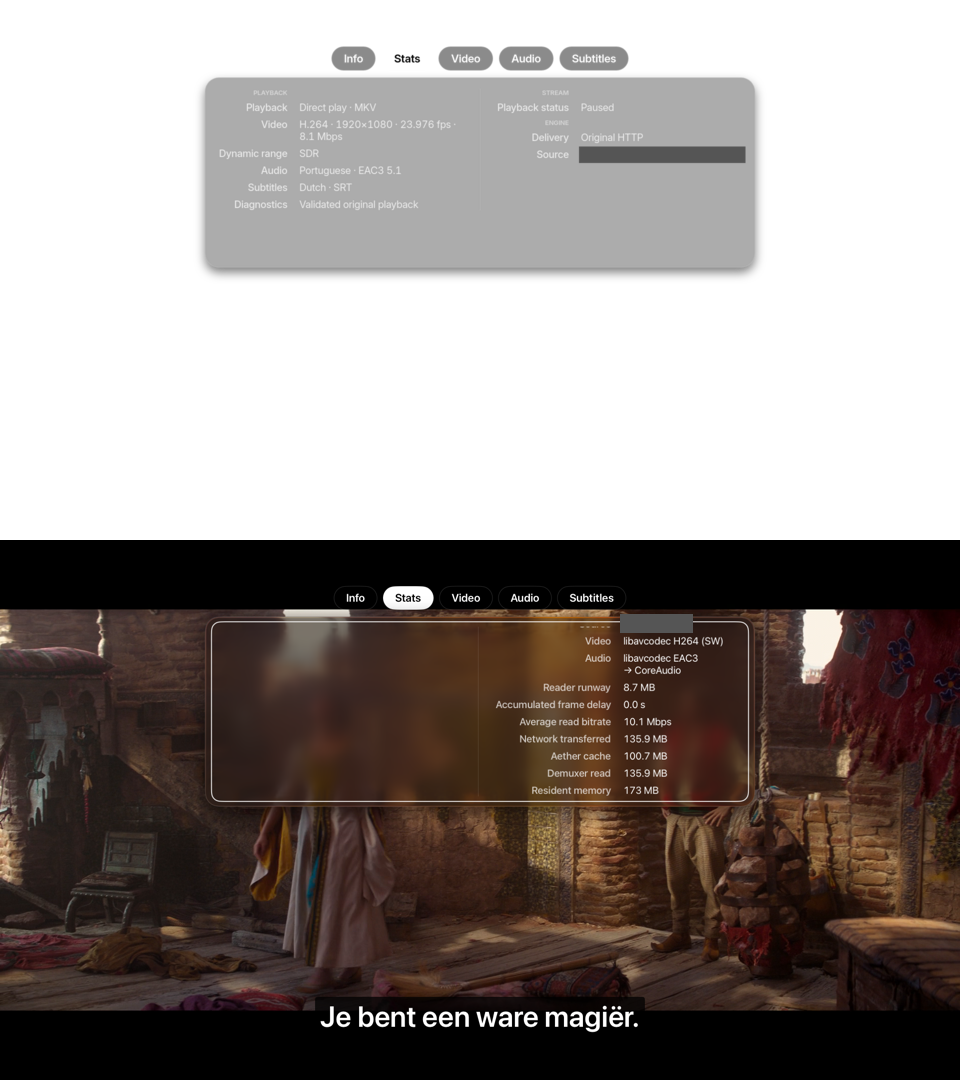 Info
Stats
Video
Audio
Subtitles
PLAYBACK
Playback Direct play · MKV
Video H.264 · 1920×1080 · 23.976 fps ·
8.1 Mbps
Dynamic range SDR
Audio Portuguese · EAC3 5.1
Subtitles Dutch · SRT
Diagnostics Validated original playback
STREAM
Playback status Paused
ENGINE
Delivery Original HTTP
Source
Info
Stats
Video
Audio
Subtitles
Video libavcodec H264 (SW)
Audio libavcodec EAC3
→ CoreAudio
Reader runway 8.7 MB
Accumulated frame delay 0.0 s
Average read bitrate 10.1 Mbps
Network transferred 135.9 MB
Aether cache 100.7 MB
Demuxer read 135.9 MB
Resident memory 173 MB
Je bent een ware magiër.